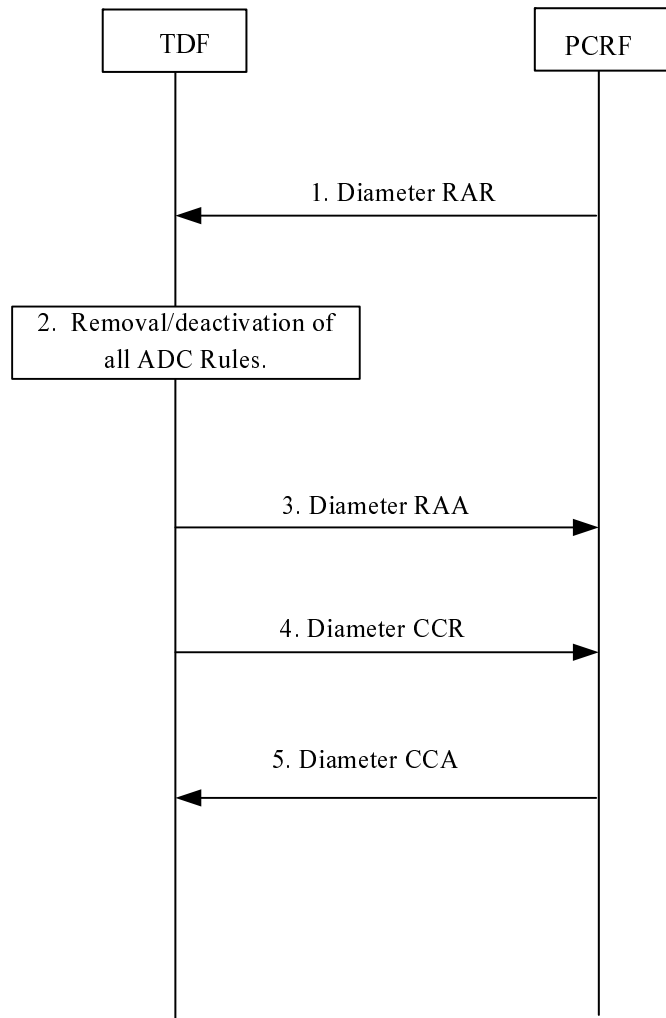 TDF
PCRF
1. Diameter RAR
2. Removal/deactivation of
all ADC Rules.
3. Diameter RAA
4. Diameter CCR
5. Diameter CCA